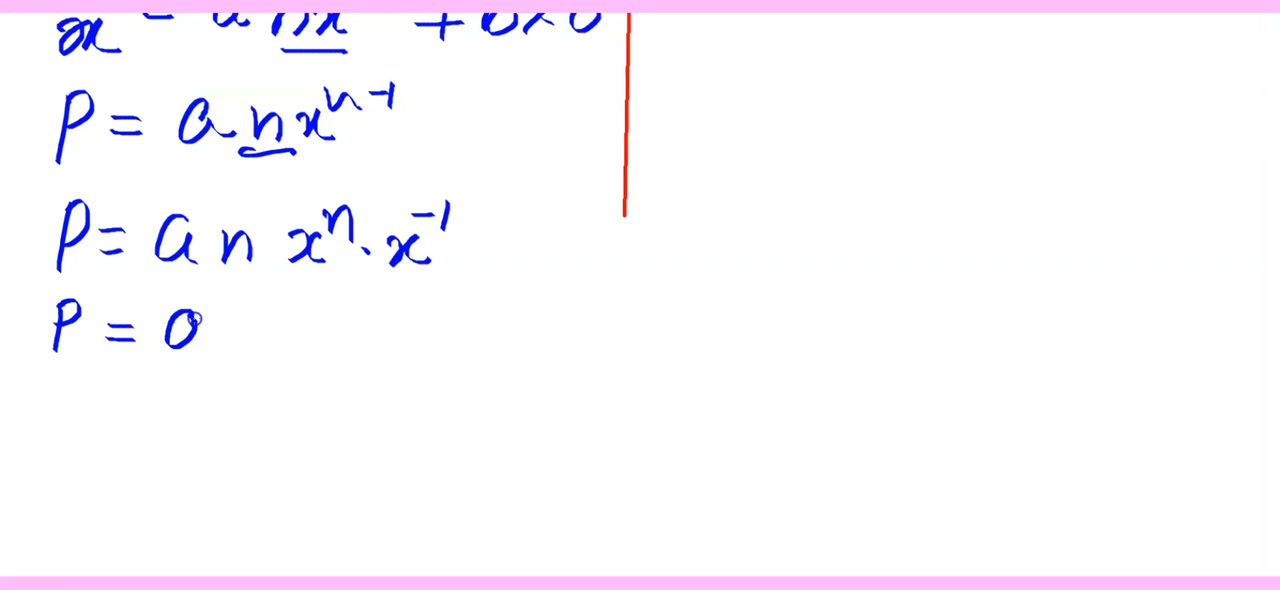 P = a n x^{n-1}
P = a n x^n · x^{-1}
P = 0